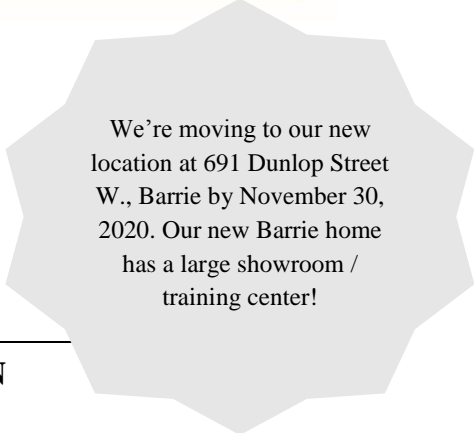 We’re moving to our new
location at 691 Dunlop Street
W., Barrie by November 30,
2020. Our new Barrie home
has a large showroom /
training center!
N